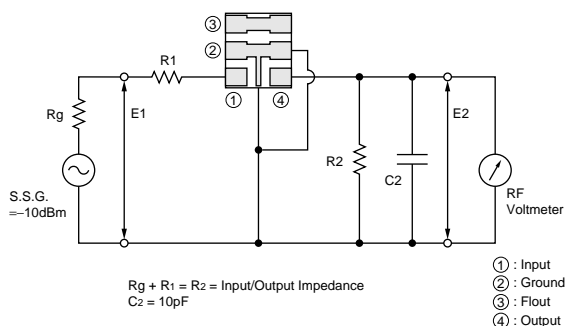 ③
②
R1
①
④
Rg
E1
E2
R2
C2
S.S.G.
=–10dBm
RF
Voltmeter
Rg + R1 = R2 = Input/Output Impedance
C2 = 10pF
① : Input
② : Ground
③ : Flout
④ : Output